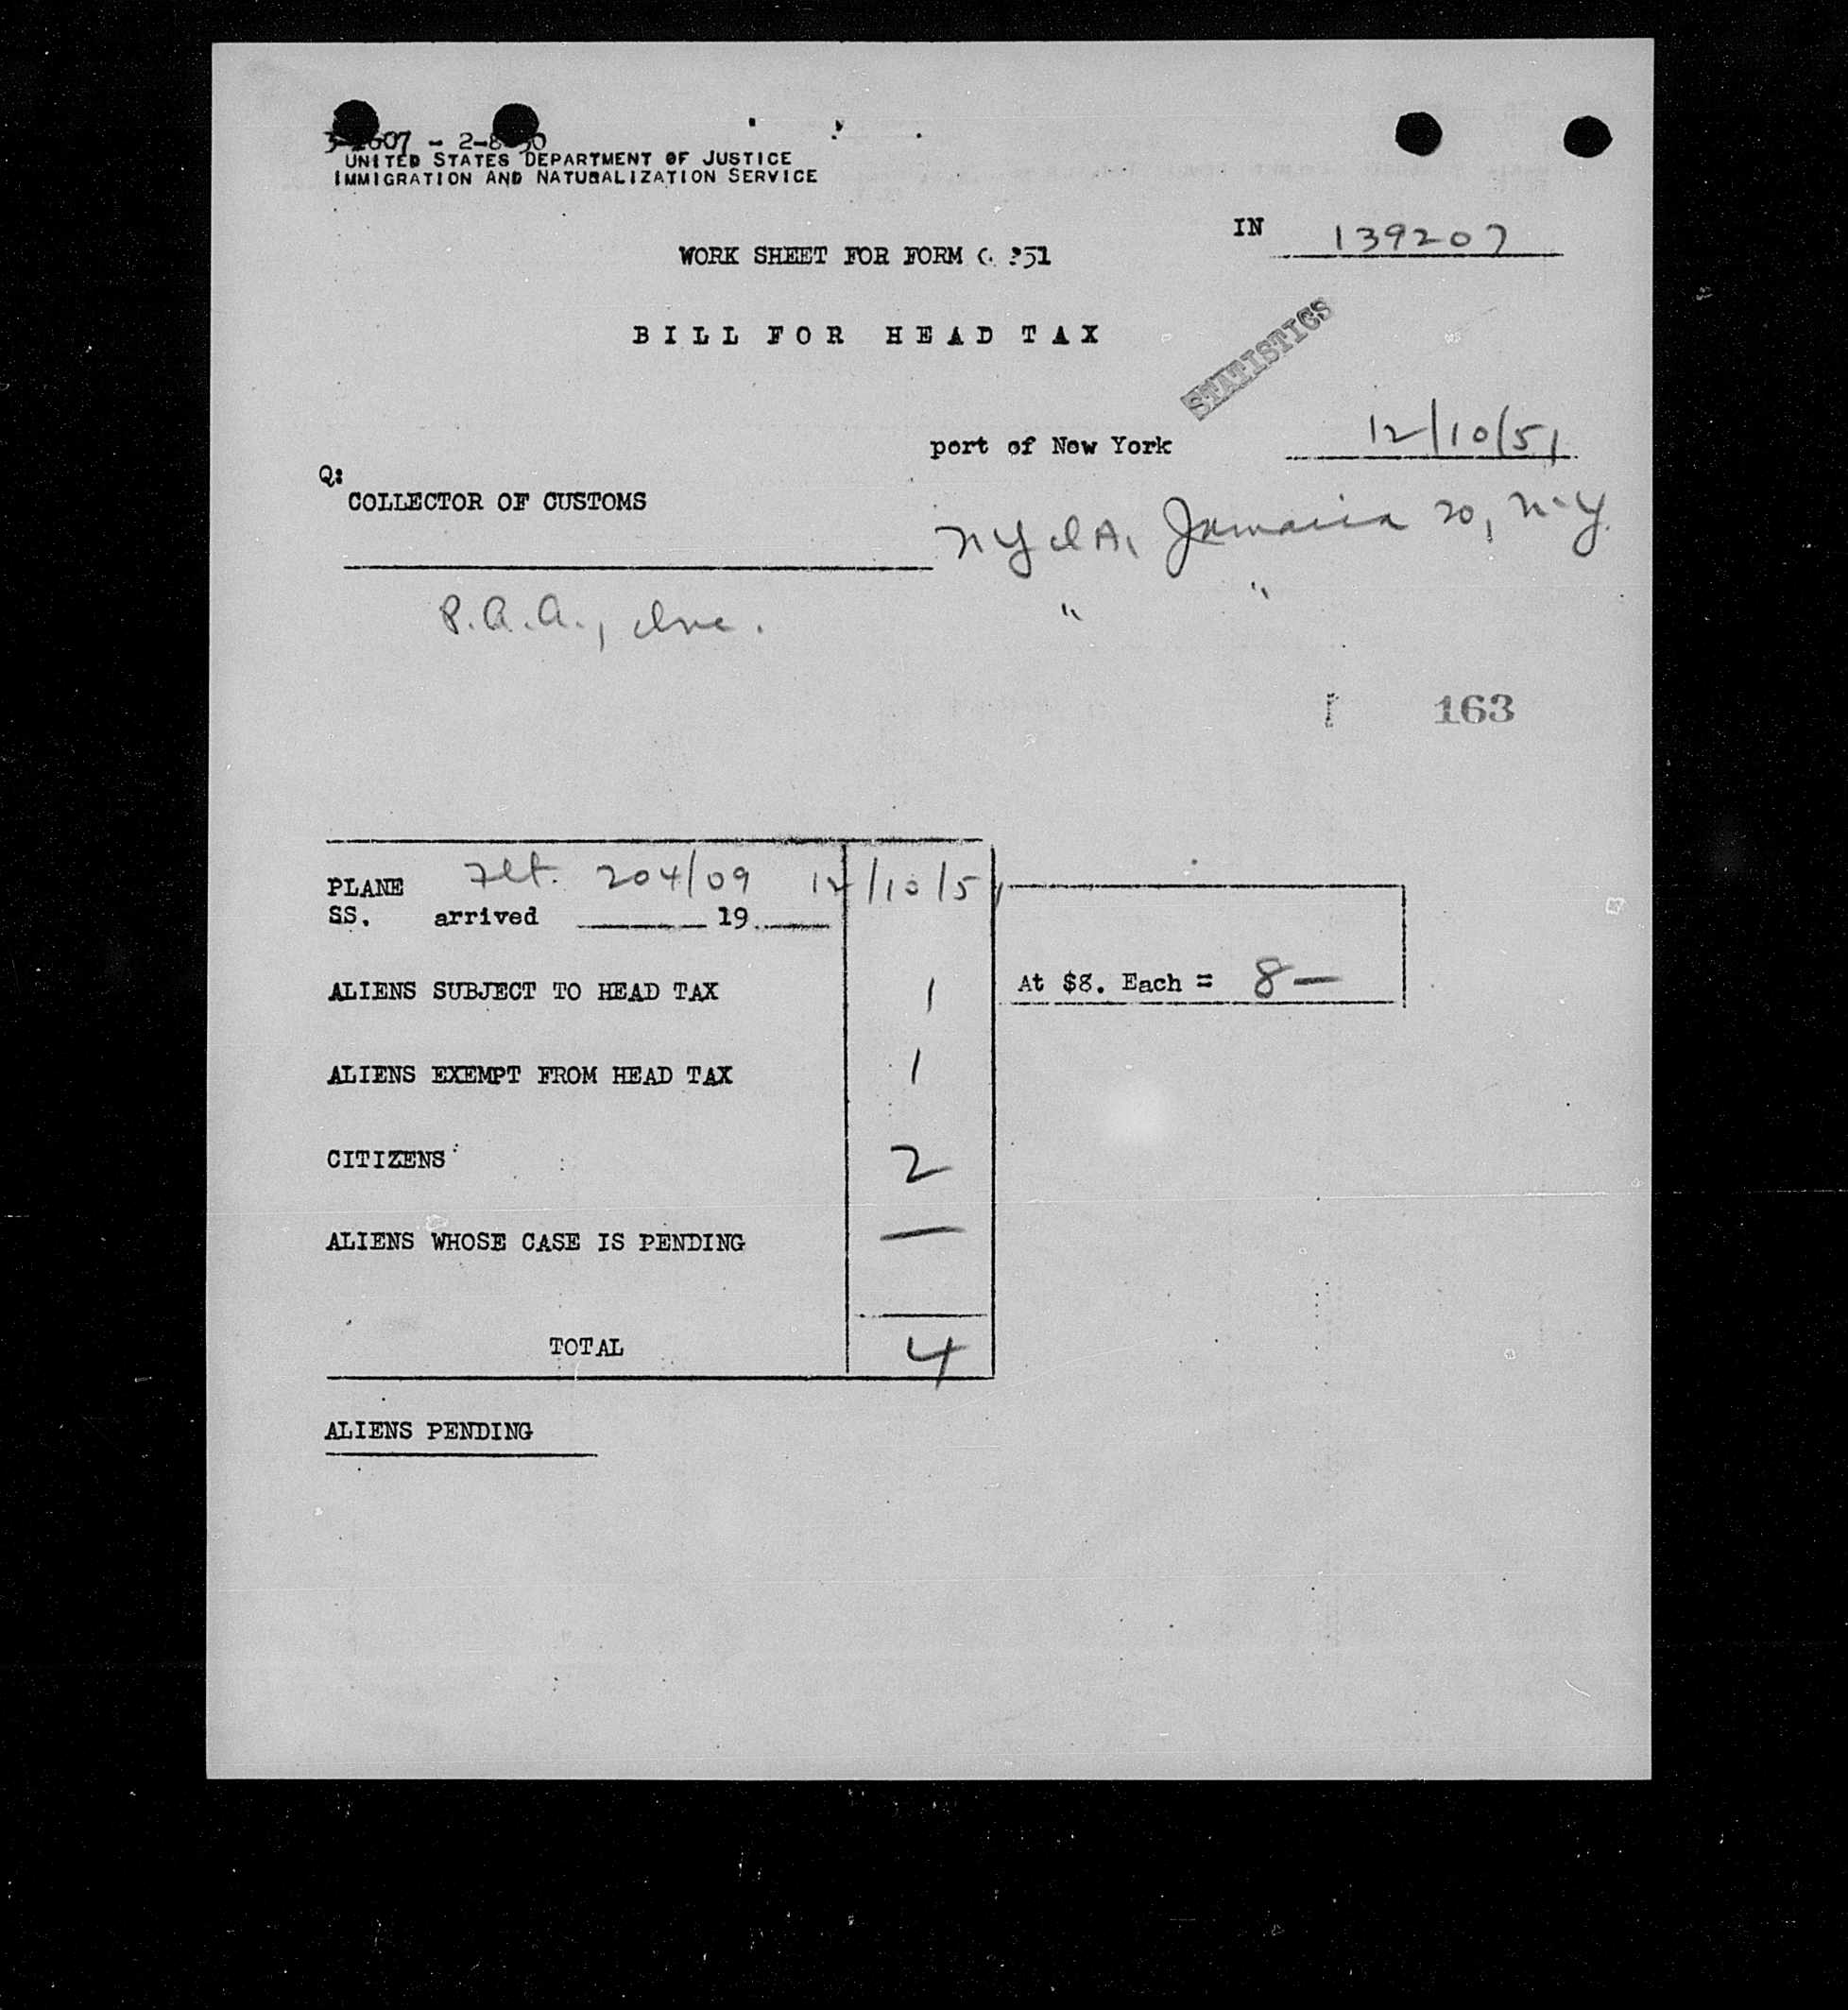 UNITED STATES DEPARTMENT OF JUSTICE
IMMIGRATION AND NATURALIZATION SERVICE
IN 139207
WORK SHEET FOR FORM
BILL FOR HEAD TAX
STATISTICS
port of New York 12/10/51
Q:
COLLECTOR OF CUSTOMS
NYIA, Jamaica 20, N.Y.
P.A.A., Inc. " "
163
PLANE Flt. 204/09 12/10/51
SS. arrived 19
ALIENS SUBJECT TO HEAD TAX 1 At $8. Each = 8 —
ALIENS EXEMPT FROM HEAD TAX 1
CITIZENS 2
ALIENS WHOSE CASE IS PENDING —
TOTAL 4
ALIENS PENDING